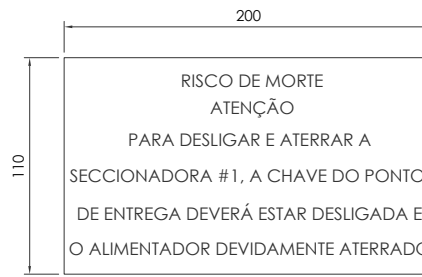 200
110
RISCO DE MORTE
ATENÇÃO
PARA DESLIGAR E ATERRAR A
SECCIONADORA #1, A CHAVE DO PONTO
DE ENTREGA DEVERÁ ESTAR DESLIGADA E
O ALIMENTADOR DEVIDAMENTE ATERRADO